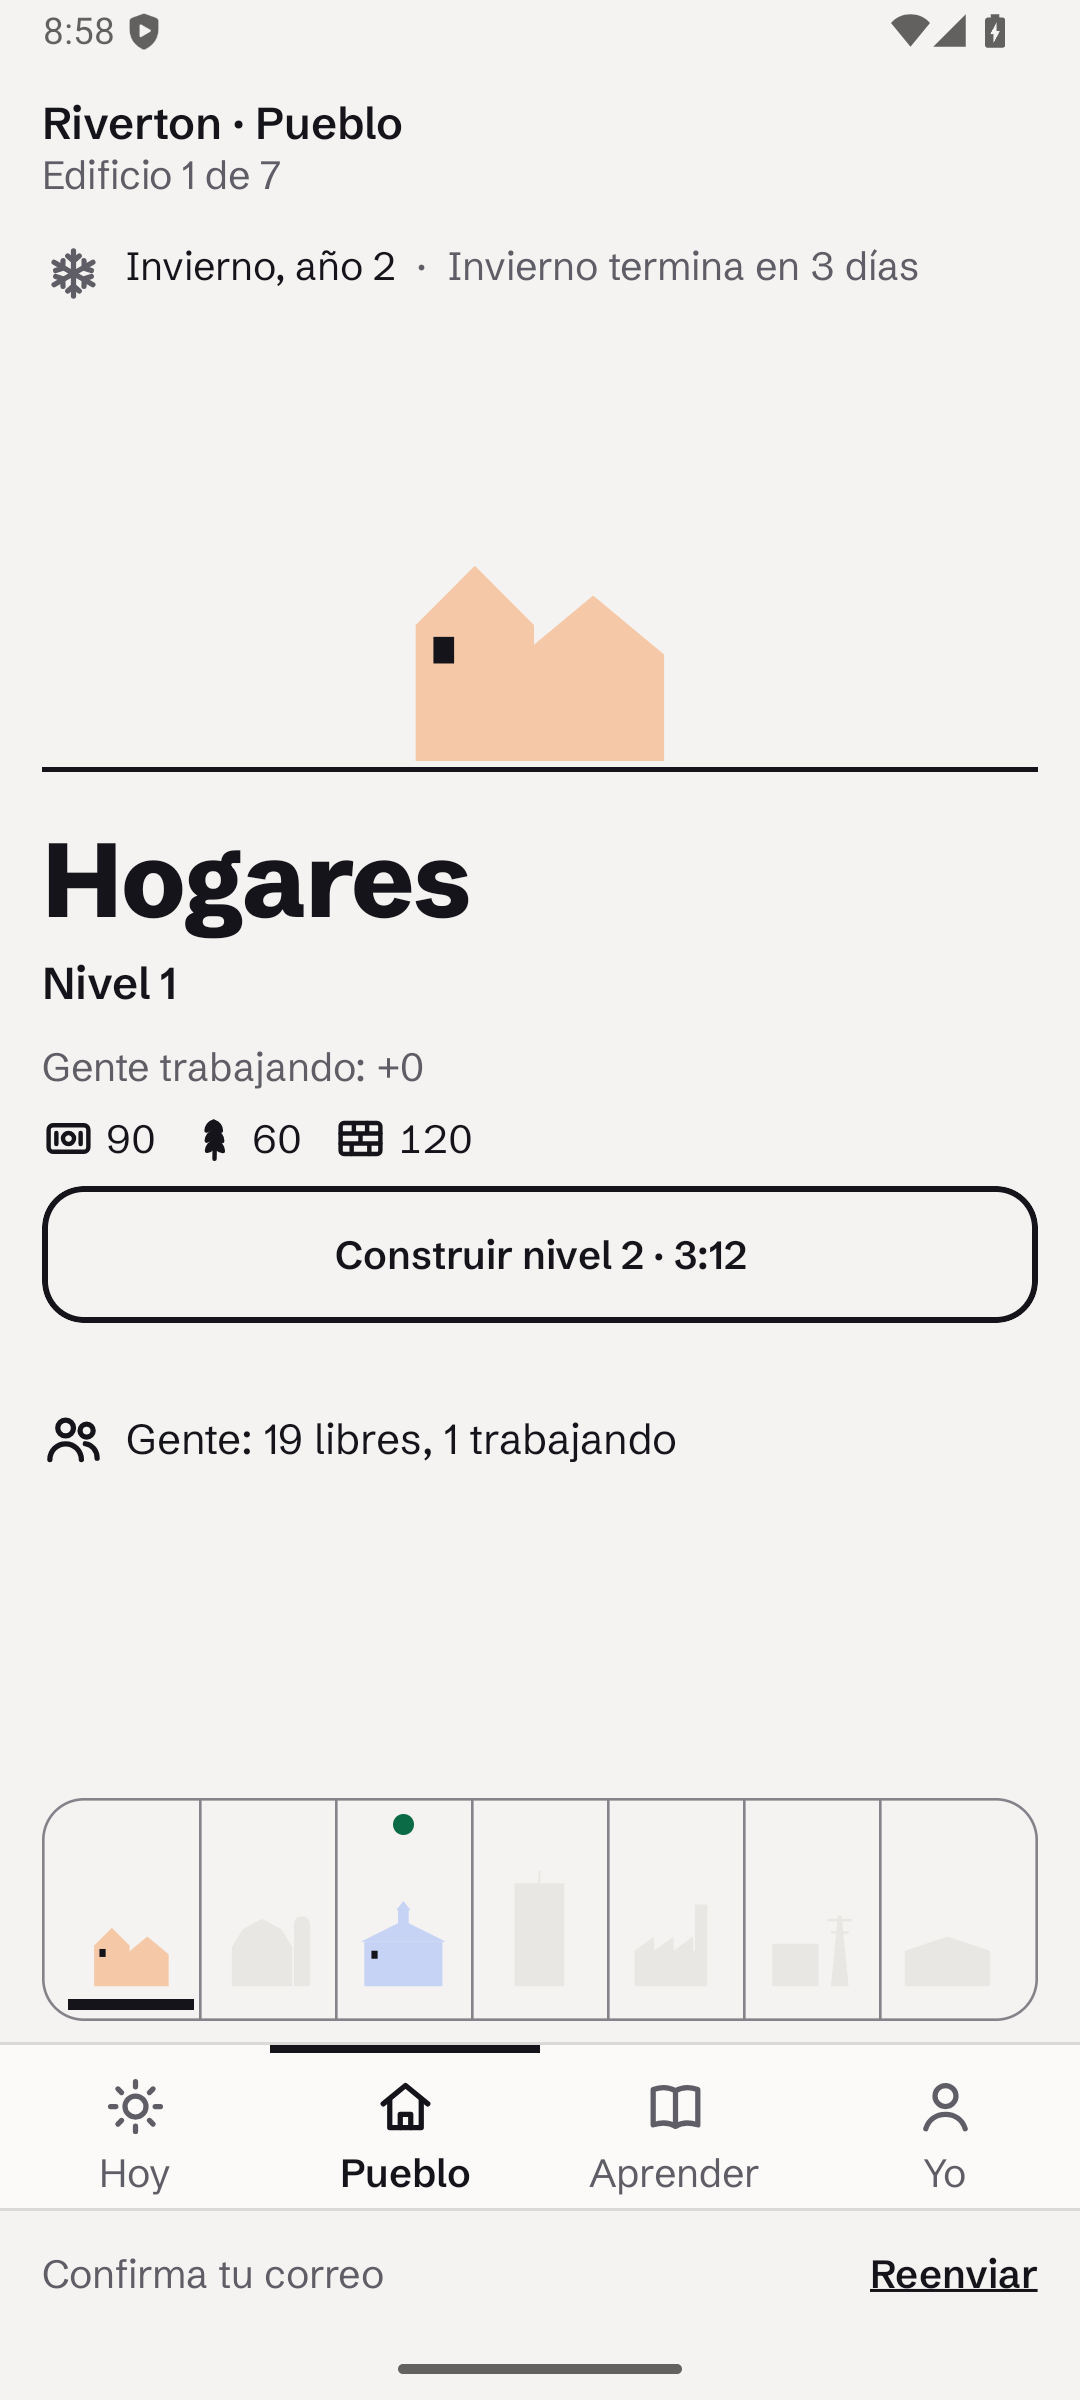 8:58
Riverton · Pueblo
Edificio 1 de 7
Invierno, año 2 · Invierno termina en 3 días
Hogares
Nivel 1
Gente trabajando: +0
90 60 120
Construir nivel 2 · 3:12
Gente: 19 libres, 1 trabajando
Hoy Pueblo Aprender Yo
Confirma tu correo Reenviar